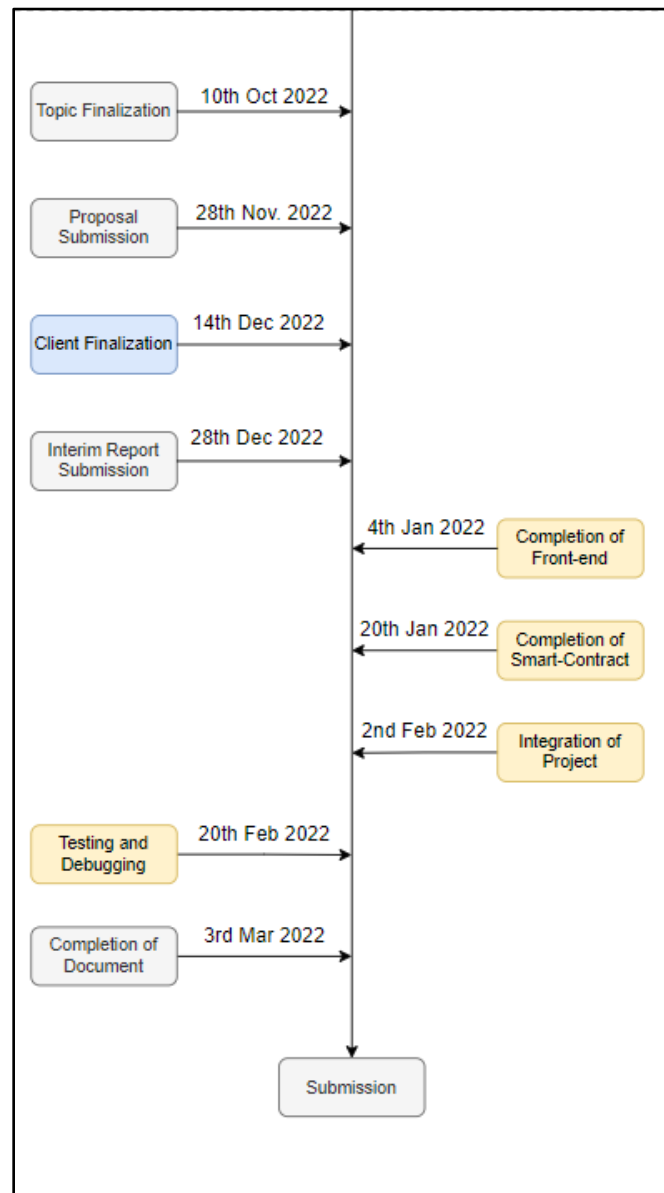 10th Oct 2022
Topic Finalization
28th Nov. 2022
Proposal
Submission
14th Dec 2022
Client Finalization
28th Dec 2022
Interim Report
Submission
4th Jan 2022
Completion of
Front-end
20th Jan 2022
Completion of
Smart-Contract
2nd Feb 2022
Integration of
Project
20th Feb 2022
Testing and
Debugging
3rd Mar 2022
Completion of
Document
Submission